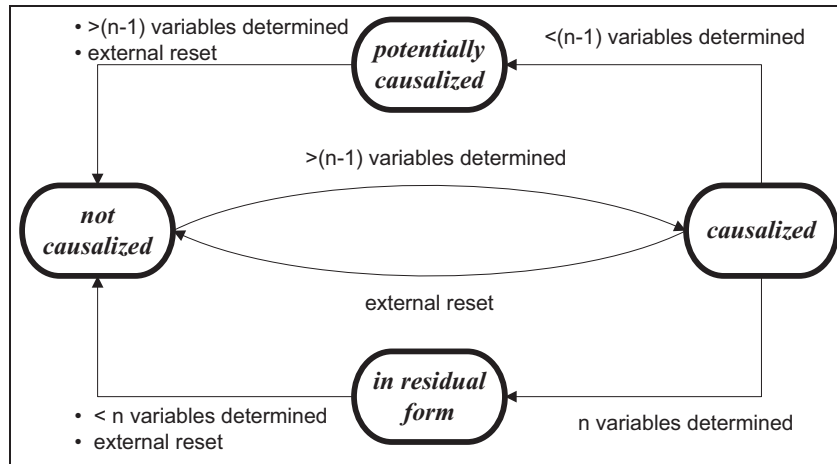 • >(n-1) variables determined
• external reset
potentially
causalized
<(n-1) variables determined
>(n-1) variables determined
not
causalized
causalized
external reset
in residual
form
• < n variables determined
• external reset
n variables determined